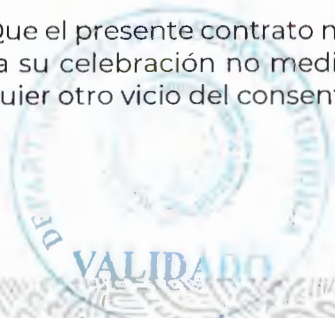 Que el presente contrato n
a su celebración no medi
uier otro vicio del consent
VALIDADO